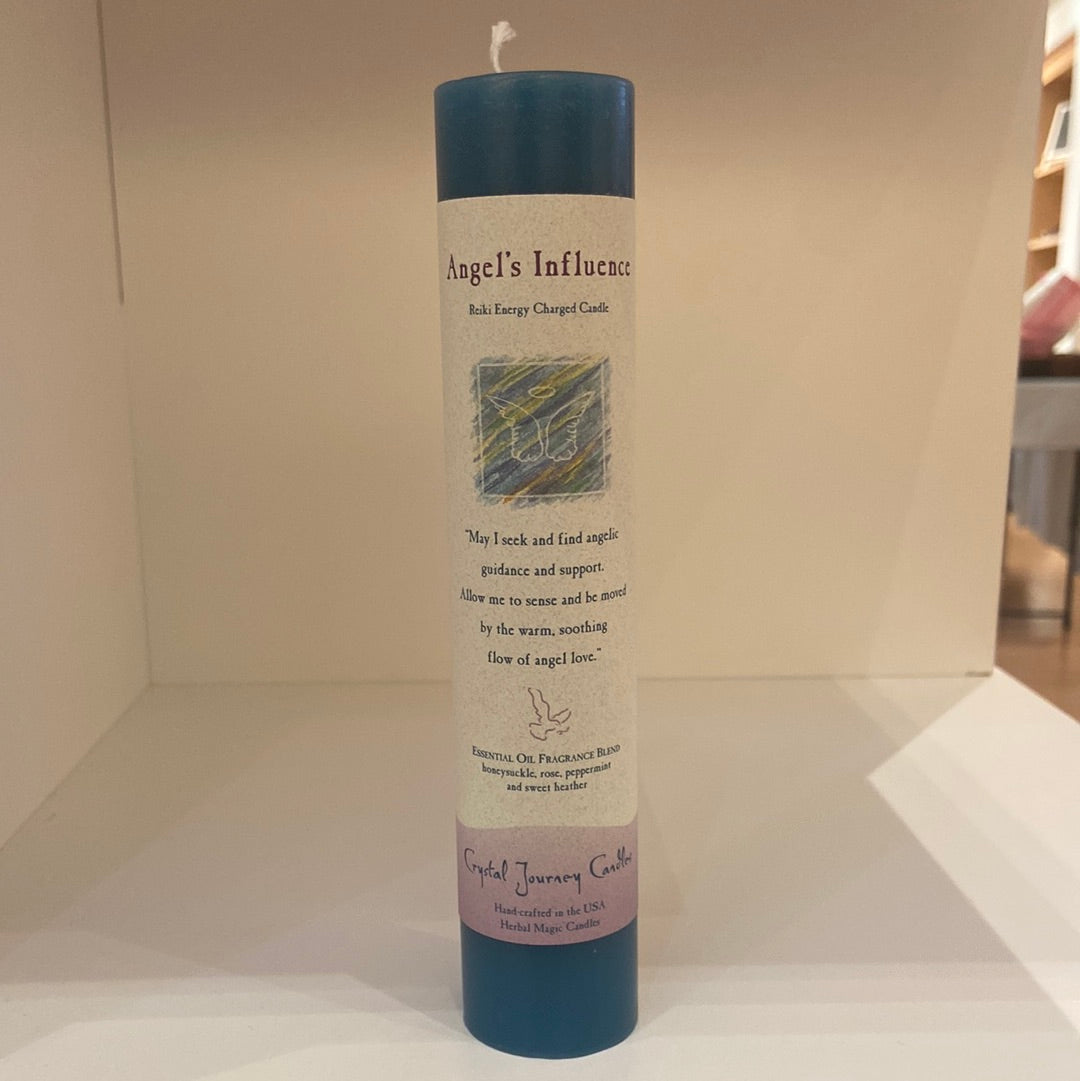 Angel's Influence
Reiki Energy Charged Candle
"May I seek and find angelic
guidance and support.
Allow me to sense and be moved
by the warm, soothing
flow of angel love."
ESSENTIAL OIL FRAGRANCE BLEND
honeysuckle, rose, peppermint
and sweet heather
Crystal Journey Candles
Hand-crafted in the USA
Herbal Magic Candles